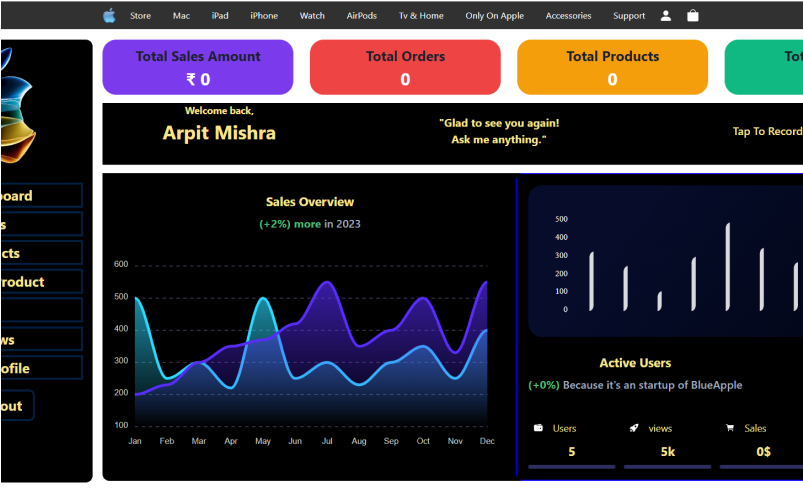 Store Mac iPad iPhone Watch AirPods Tv & Home Only On Apple Accessories Support
Total Sales Amount
₹ 0
Total Orders
0
Total Products
0
Welcome back,
Arpit Mishra
"Glad to see you again!
Ask me anything."
Tap To Record
oard
s
cts
roduct
ws
ofile
out
Sales Overview
(+2%) more in 2023
600
500
400
300
200
100
Jan Feb Mar Apr May Jun Jul Aug Sep Oct Nov Dec
500
400
300
200
100
0
Active Users
(+0%) Because it's an startup of BlueApple
Users views Sales
5 5k 0$